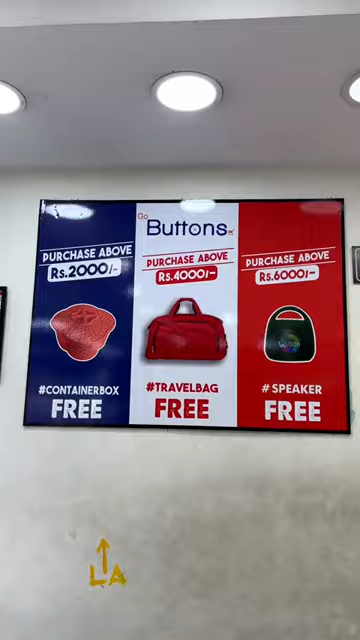 Go
Buttons
PURCHASE ABOVE
Rs.2000/-
#CONTAINERBOX
FREE
PURCHASE ABOVE
Rs.4000/-
#TRAVELBAG
FREE
PURCHASE ABOVE
Rs.6000/-
# SPEAKER
FREE
LA